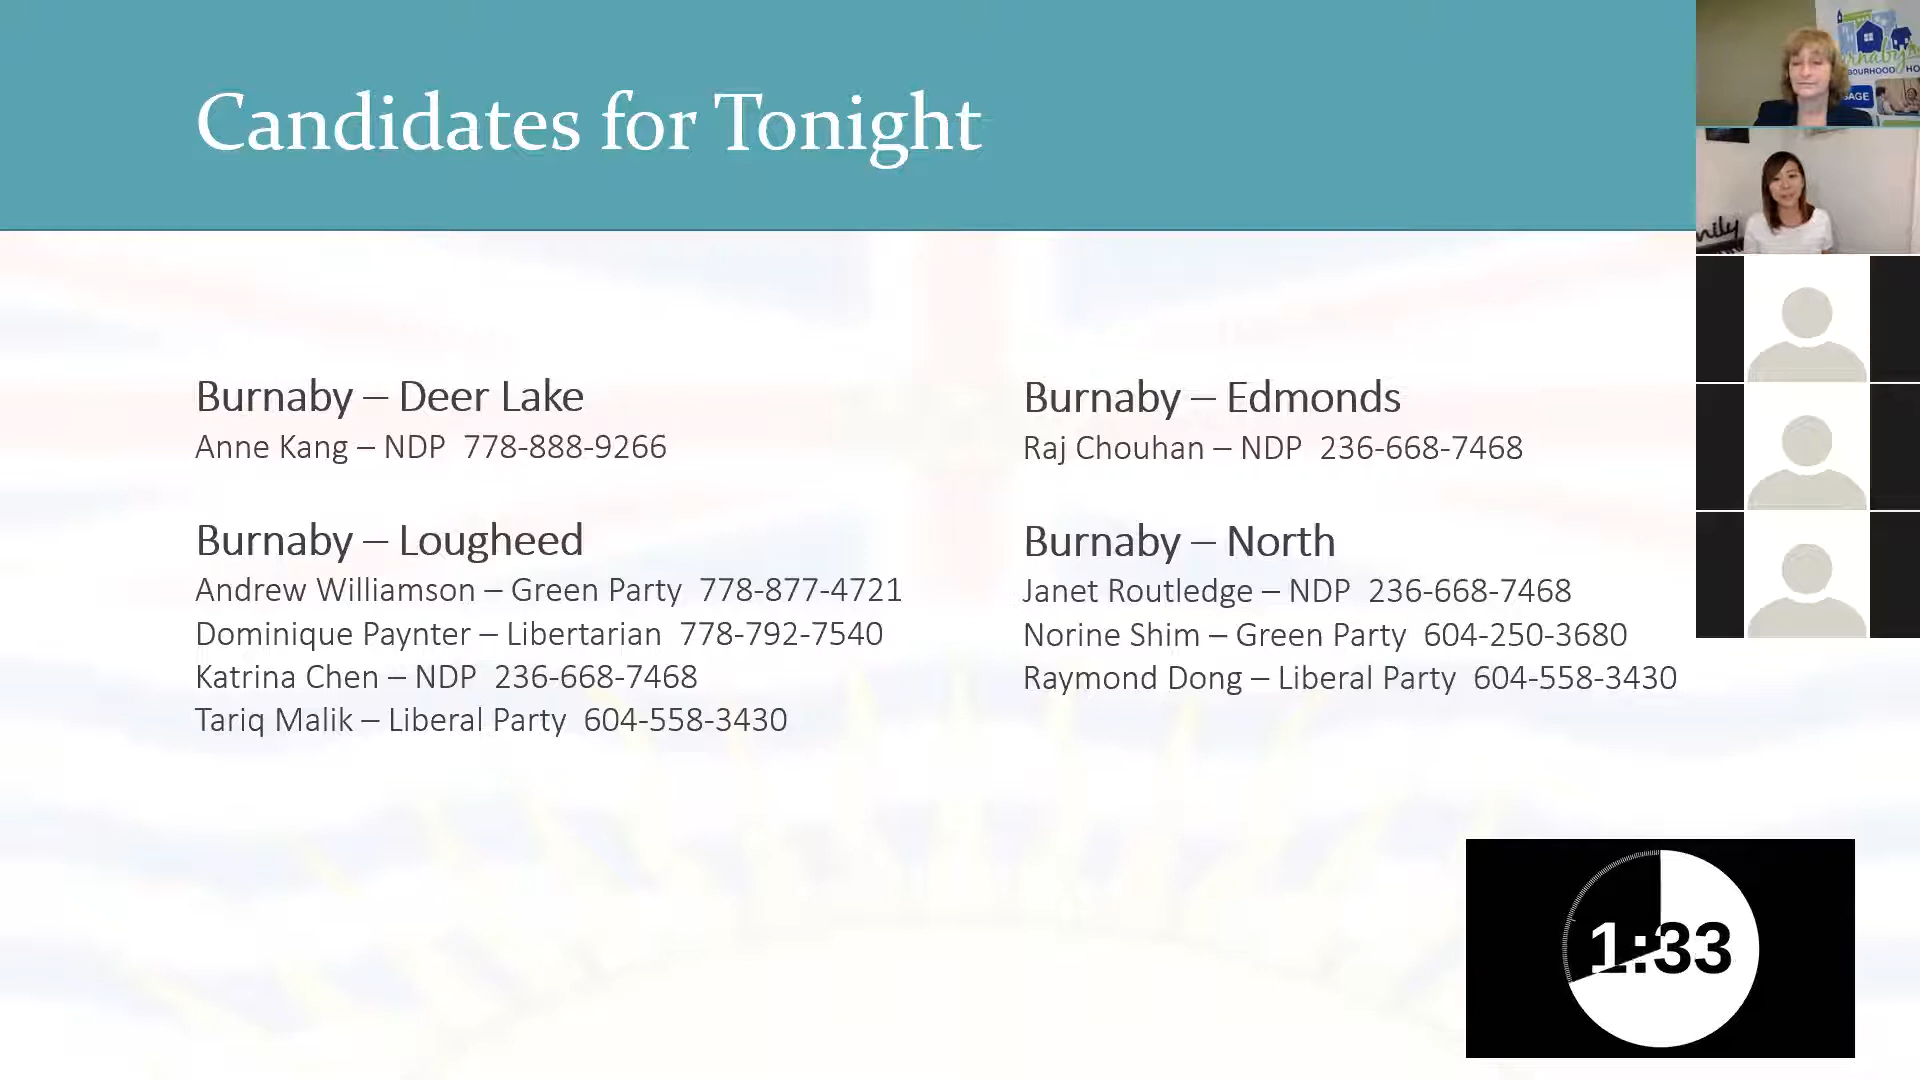 Candidates for Tonight
Burnaby – Deer Lake
Anne Kang – NDP  778-888-9266
Burnaby – Lougheed
Andrew Williamson – Green Party  778-877-4721
Dominique Paynter – Libertarian  778-792-7540
Katrina Chen – NDP  236-668-7468
Tariq Malik – Liberal Party  604-558-3430
Burnaby – Edmonds
Raj Chouhan – NDP  236-668-7468
Burnaby – North
Janet Routledge – NDP  236-668-7468
Norine Shim – Green Party  604-250-3680
Raymond Dong – Liberal Party  604-558-3430
1:33